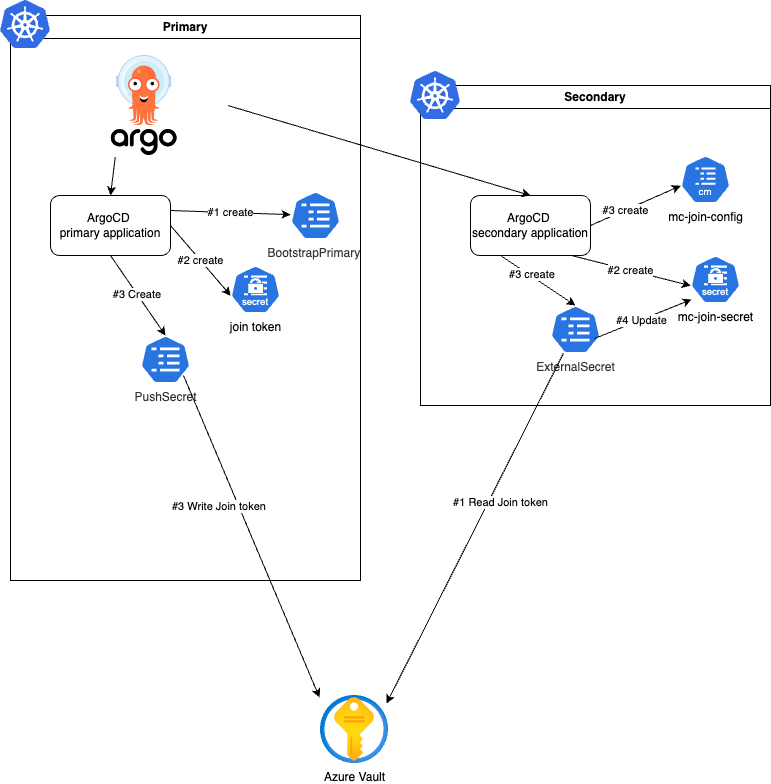 Primary
argo
Secondary
ArgoCD
primary application
#1 create
BootstrapPrimary
#2 create
secret
join token
#3 Create
PushSecret
#3 Write Join token
ArgoCD
secondary application
#3 create
cm
mc-join-config
#2 create
secret
mc-join-secret
#3 create
#4 Update
ExternalSecret
#1 Read Join token
Azure Vault